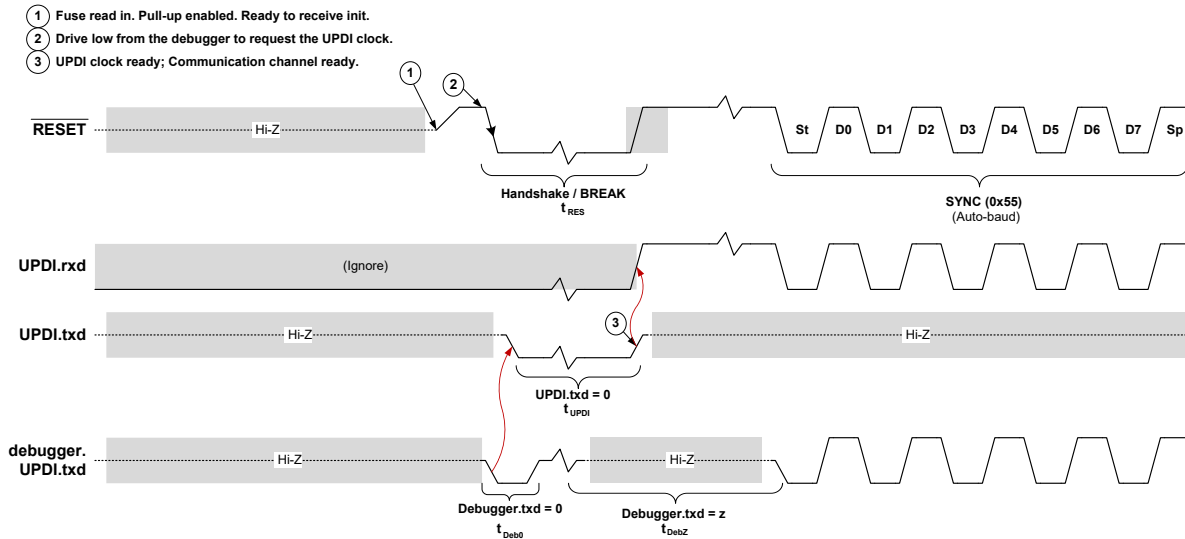 1 Fuse read in. Pull-up enabled. Ready to receive init.
2 Drive low from the debugger to request the UPDI clock.
3 UPDI clock ready; Communication channel ready.
1
2
RESET
Hi-Z
St D0 D1 D2 D3 D4 D5 D6 D7 Sp
Handshake / BREAK
tRES
SYNC (0x55)
(Auto-baud)
UPDI.rxd
(Ignore)
UPDI.txd
Hi-Z
3
Hi-Z
UPDI.txd = 0
tUPDI
debugger.
UPDI.txd
Hi-Z
Hi-Z
Debugger.txd = 0
tDeb0
Debugger.txd = z
tDebZ